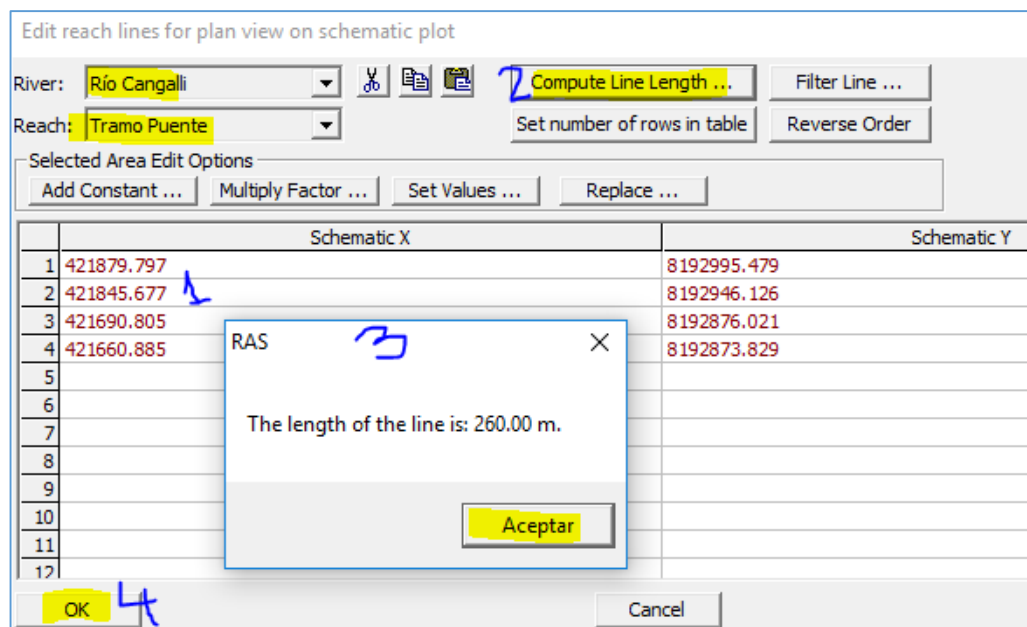 Edit reach lines for plan view on schematic plot
River: Río Cangalli 2 Compute Line Length ... Filter Line ...
Reach: Tramo Puente Set number of rows in table Reverse Order
Selected Area Edit Options
Add Constant ... Multiply Factor ... Set Values ... Replace ...
Schematic X Schematic Y
1 421879.797 8192995.479
1
2 421845.677 8192946.126
3 421690.805 8192876.021
4 421660.885 8192873.829
RAS 3
5
6
7 The length of the line is: 260.00 m.
8
9
10
Aceptar
11
12
OK 4 Cancel